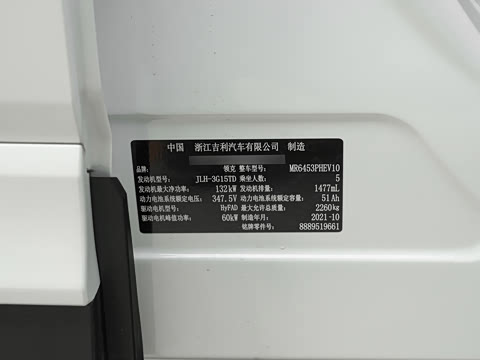 中国 浙江吉利汽车有限公司 制造
品牌: 领克 整车型号: MR6453PHEV10
发动机型号: JLH-3G15TD 乘坐人数: 5
发动机最大净功率: 132kW 发动机排量: 1477mL
动力电池系统额定电压: 347.5V 动力电池系统额定容量: 51Ah
驱动电机型号: HyPAD 最大允许总质量: 2260kg
驱动电机峰值功率: 60kW 制造年月: 2021-10
铭牌零件号: 8889519661